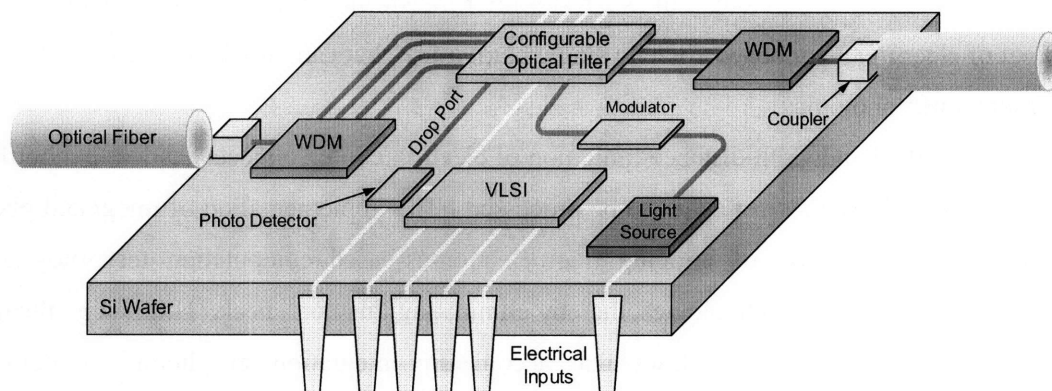 Configurable
Optical Filter
WDM
Modulator
Coupler
Optical Fiber
WDM
Drop Port
VLSI
Photo Detector
Light
Source
Si Wafer
Electrical
Inputs